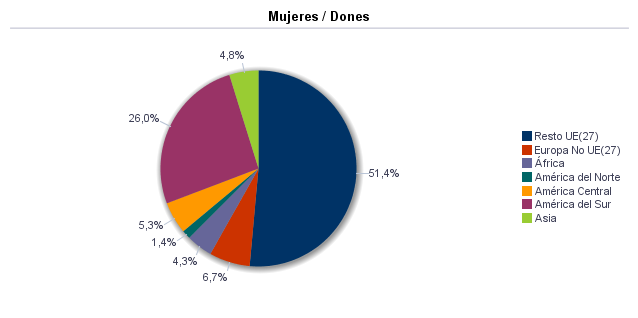 Mujeres / Dones
4,8%
26,0%
51,4%
5,3%
1,4%
4,3%
6,7%
Resto UE(27)
Europa No UE(27)
África
América del Norte
América Central
América del Sur
Asia